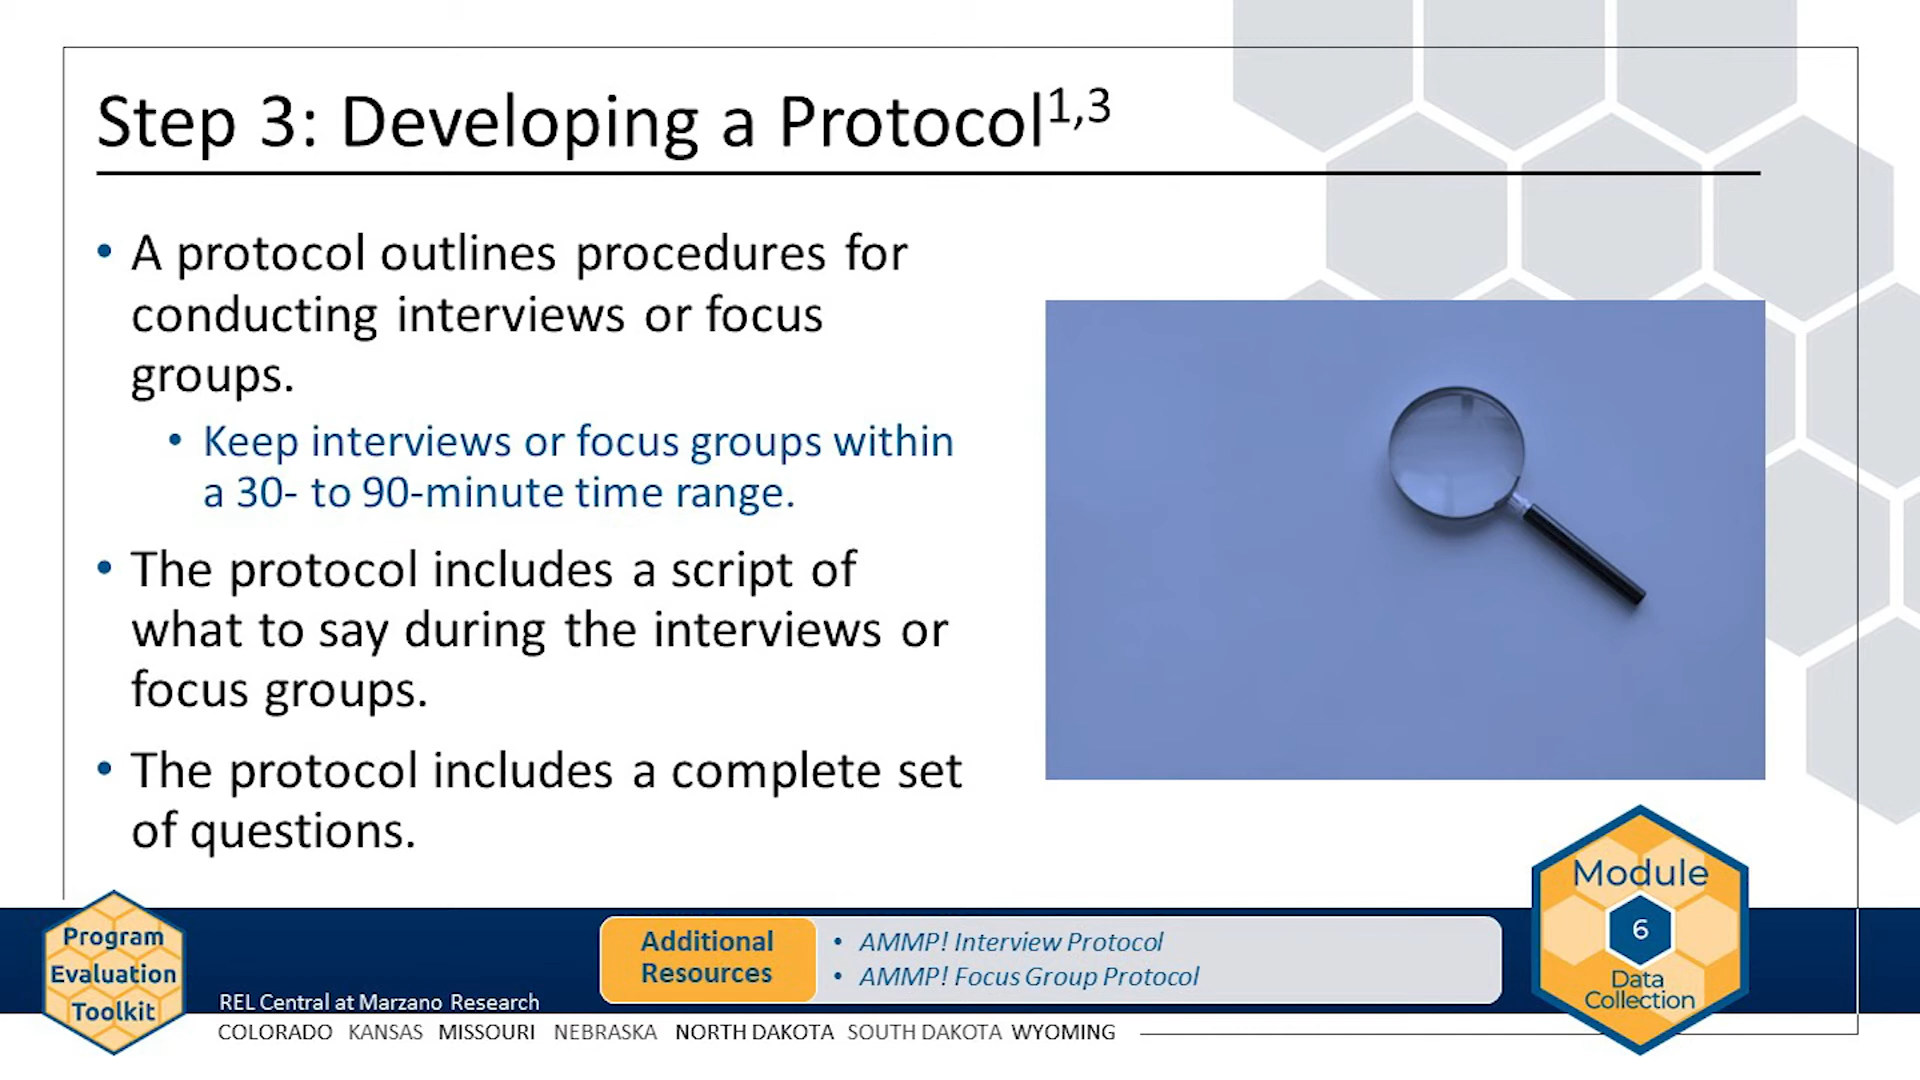 Step 3: Developing a Protocol1,3
• A protocol outlines procedures for
conducting interviews or focus
groups.
• Keep interviews or focus groups within
a 30- to 90-minute time range.
• The protocol includes a script of
what to say during the interviews or
focus groups.
• The protocol includes a complete set
of questions.
Program
Evaluation
Toolkit
REL Central at Marzano Research
COLORADO KANSAS MISSOURI NEBRASKA NORTH DAKOTA SOUTH DAKOTA WYOMING
Additional
Resources
• AMMP! Interview Protocol
• AMMP! Focus Group Protocol
Module
6
Data
Collection